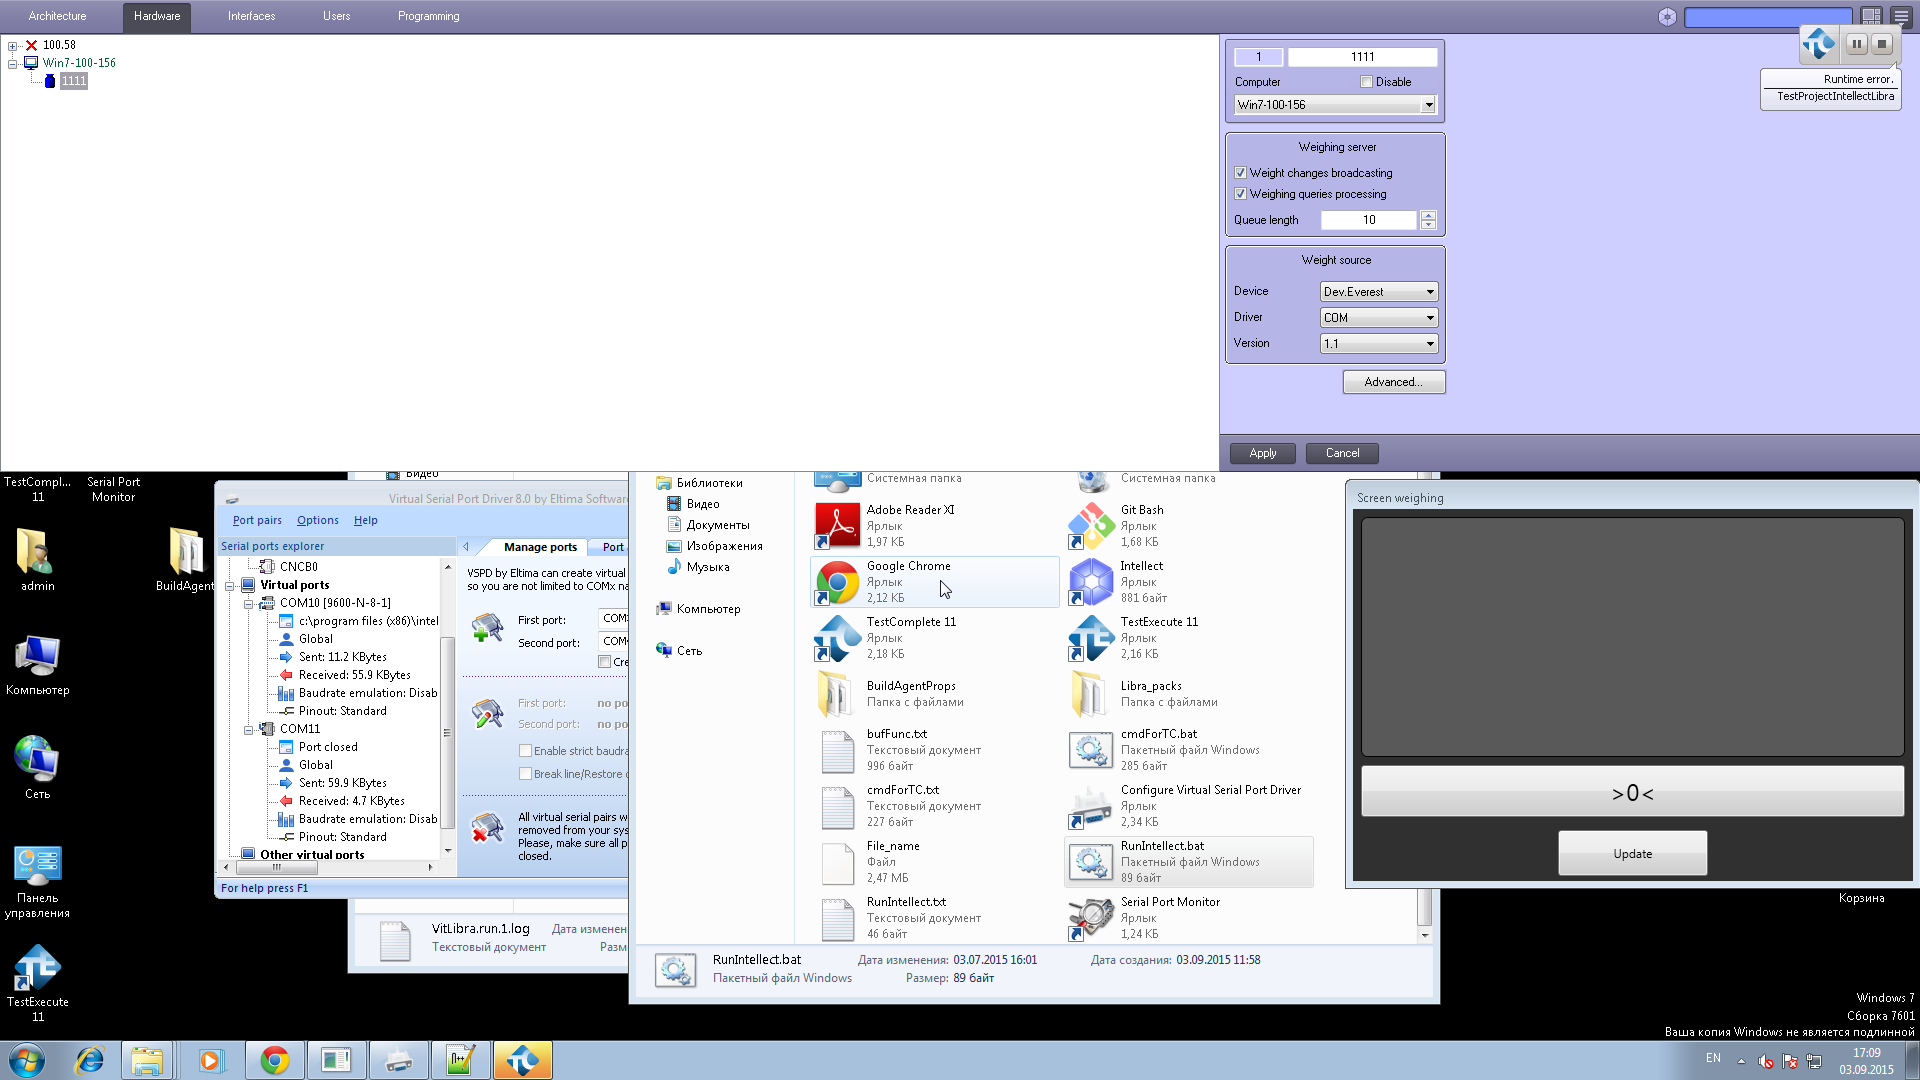 Architecture
Hardware
Interfaces
Users
Programming
100.58
Win7-100-156
1111
1
1111
Computer
Disable
Win7-100-156
Weighing server
Weight changes broadcasting
Weighing queries processing
Queue length
10
Weight source
Device
Dev.Everest
Driver
COM
Version
1.1
Advanced...
Apply
Cancel
Runtime error.
TestProjectIntellectLibra
TestCompl...
11
Serial Port
Monitor
admin
BuildAgent
Компьютер
Сеть
Панель
управления
TestExecute
11
Видео
Virtual Serial Port Driver 8.0 by Eltima Software
Port pairs
Options
Help
Serial ports explorer
CNCB0
Virtual ports
COM10 [9600-N-8-1]
c:\program files (x86)\intel
Global
Sent: 11.2 KBytes
Received: 55.9 KBytes
Baudrate emulation: Disab
Pinout: Standard
COM11
Port closed
Global
Sent: 59.9 KBytes
Received: 4.7 KBytes
Baudrate emulation: Disab
Pinout: Standard
Other virtual ports
For help press F1
Manage ports
Port
VSPD by Eltima can create virtual
so you are not limited to COMx na
First port:
COM
Second port:
COM
Cre
First port:
no po
Second port:
no po
Enable strict baudra
Break line/Restore c
All virtual serial pairs w
removed from your sys
Please, make sure all p
closed.
VitLibra.run.1.log
Дата изменен
Текстовый документ
Разм
Библиотеки
Видео
Документы
Изображения
Музыка
Компьютер
Сеть
Системная папка
Системная папка
Adobe Reader XI
Ярлык
1,97 КБ
Git Bash
Ярлык
1,68 КБ
Google Chrome
Ярлык
2,12 КБ
Intellect
Ярлык
881 байт
TestComplete 11
Ярлык
2,18 КБ
TestExecute 11
Ярлык
2,16 КБ
BuildAgentProps
Папка с файлами
Libra_packs
Папка с файлами
bufFunc.txt
Текстовый документ
996 байт
cmdForTC.bat
Пакетный файл Windows
285 байт
cmdForTC.txt
Текстовый документ
227 байт
Configure Virtual Serial Port Driver
Ярлык
2,34 КБ
File_name
Файл
2,47 МБ
RunIntellect.bat
Пакетный файл Windows
89 байт
RunIntellect.txt
Текстовый документ
46 байт
Serial Port Monitor
Ярлык
1,24 КБ
RunIntellect.bat
Дата изменения: 03.07.2015 16:01
Дата создания: 03.09.2015 11:58
Пакетный файл Windows
Размер: 89 байт
Screen weighing
>0<
Update
Корзина
Windows 7
Сборка 7601
Ваша копия Windows не является подлинной
EN
17:09
03.09.2015